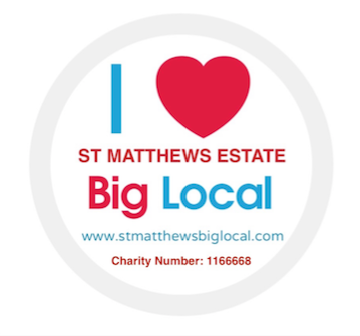 I
ST MATTHEWS ESTATE
Big Local
www.stmatthewsbiglocal.com
Charity Number: 1166668